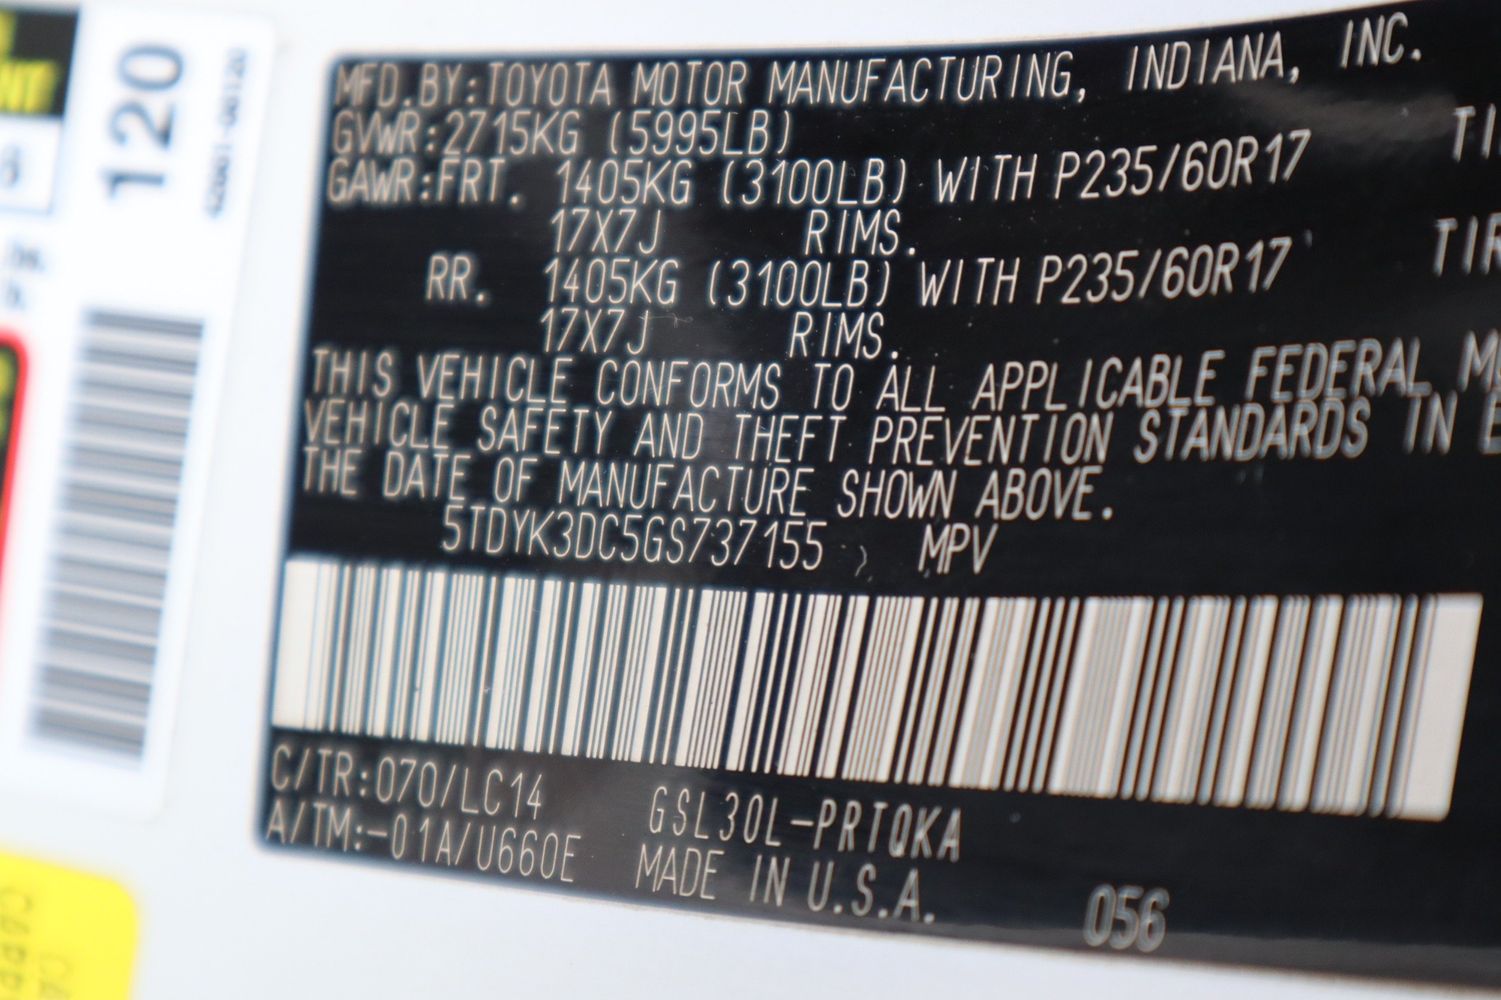 MFD.BY:TOYOTA MOTOR MANUFACTURING, INDIANA, INC.
GVWR:2715KG (5995LB)
GAWR:FRT. 1405KG (3100LB) WITH P235/60R17
17X7J RIMS.
RR. 1405KG (3100LB) WITH P235/60R17
17X7J RIMS.
THIS VEHICLE CONFORMS TO ALL APPLICABLE FEDERAL
VEHICLE SAFETY AND THEFT PREVENTION STANDARDS IN
THE DATE OF MANUFACTURE SHOWN ABOVE.
5TDYK3DC5GS737155 MPV
C/TR:070/LC14 GSL30L-PRTQKA
A/TM:-01A/U660E MADE IN U.S.A. 056
120